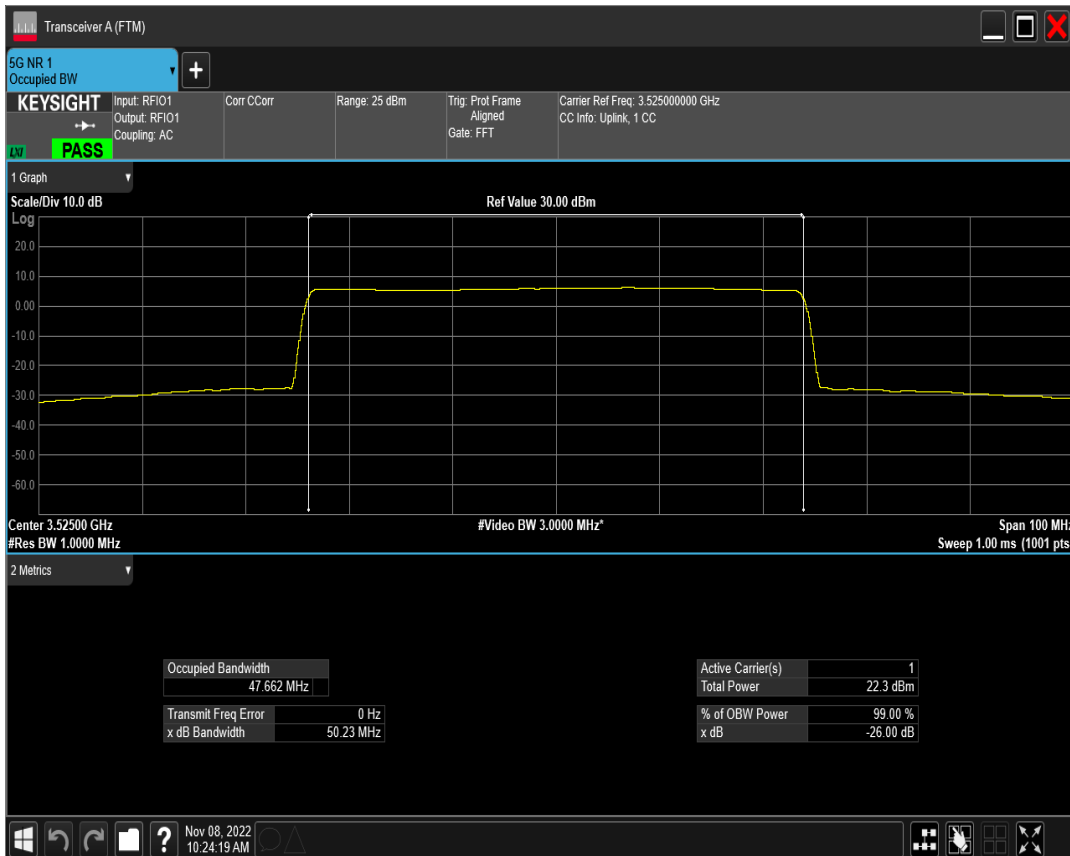 Transceiver A (FTM)
5G NR 1
Occupied BW
+
KEYSIGHT
LXI
PASS
Input: RFIO1
Output: RFIO1
Coupling: AC
Corr CCorr
Range: 25 dBm
Trig: Prot Frame
Aligned
Gate: FFT
Carrier Ref Freq: 3.525000000 GHz
CC Info: Uplink, 1 CC
1 Graph
Scale/Div 10.0 dB
Ref Value 30.00 dBm
Log
20.0
10.0
0.00
-10.0
-20.0
-30.0
-40.0
-50.0
-60.0
Center 3.52500 GHz
#Video BW 3.0000 MHz*
Span 100 MHz
#Res BW 1.0000 MHz
Sweep 1.00 ms (1001 pts
2 Metrics
Occupied Bandwidth
47.662 MHz
Transmit Freq Error 0 Hz
x dB Bandwidth 50.23 MHz
Active Carrier(s) 1
Total Power 22.3 dBm
% of OBW Power 99.00 %
x dB -26.00 dB
?
Nov 08, 2022
10:24:19 AM